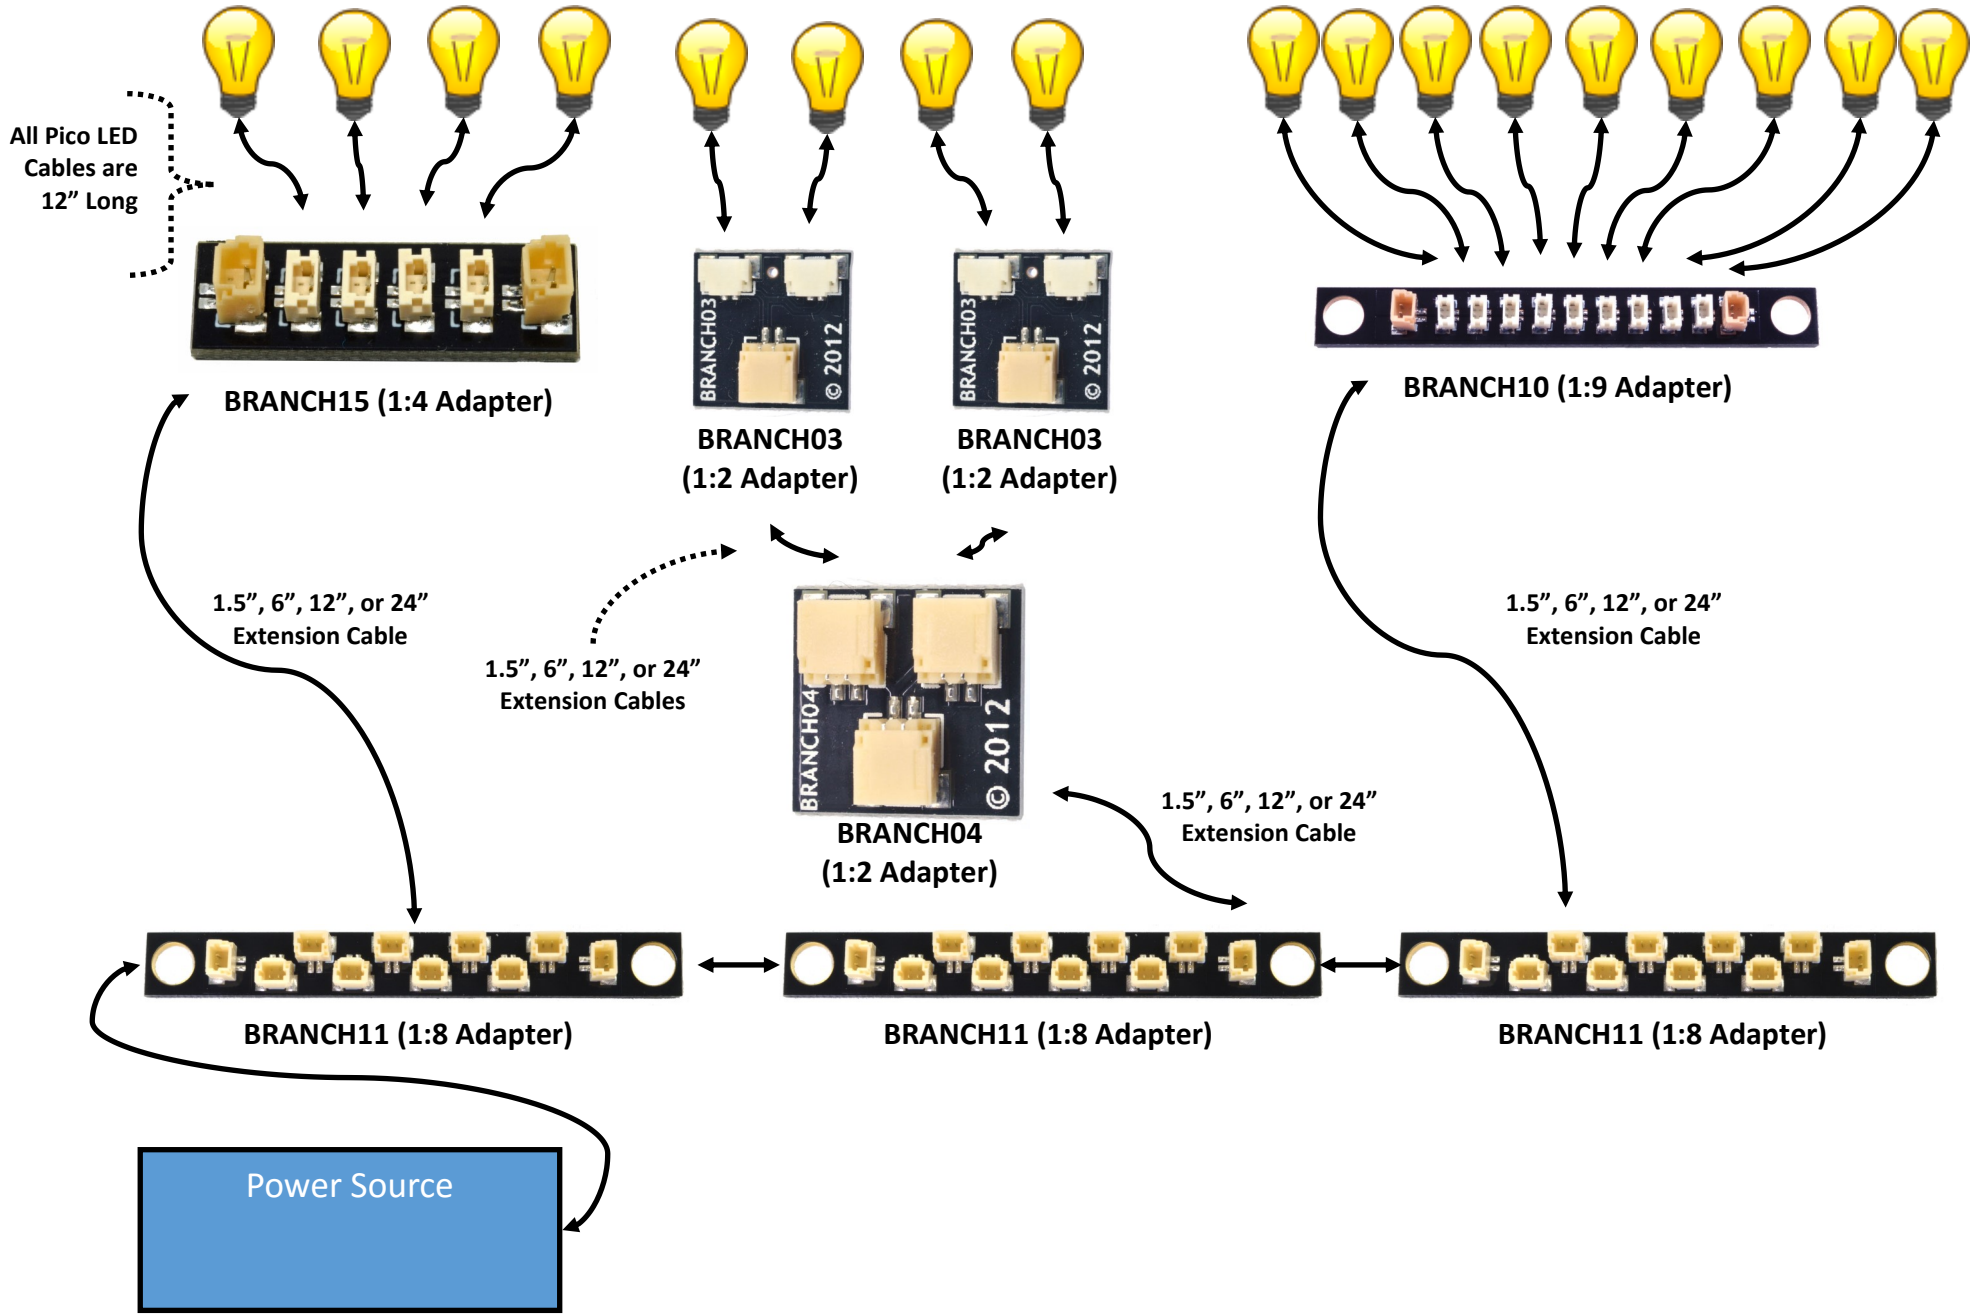 All Pico LED
Cables are
12” Long
BRANCH15 (1:4 Adapter)
BRANCH03
© 2012
BRANCH03
(1:2 Adapter)
BRANCH03
© 2012
BRANCH03
(1:2 Adapter)
BRANCH10 (1:9 Adapter)
1.5”, 6”, 12”, or 24”
Extension Cable
1.5”, 6”, 12”, or 24”
Extension Cables
1.5”, 6”, 12”, or 24”
Extension Cable
BRANCH04
© 2012
BRANCH04
(1:2 Adapter)
1.5”, 6”, 12”, or 24”
Extension Cable
BRANCH11 (1:8 Adapter)
BRANCH11 (1:8 Adapter)
BRANCH11 (1:8 Adapter)
Power Source